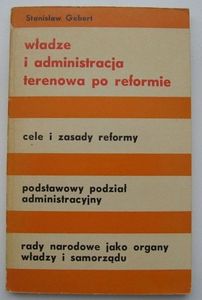 Stanisław Gebert
władze
i administracja
terenowa po reformie
cele i zasady reformy
podstawowy podział
administracyjny
rady narodowe jako organy
władzy i samorządu